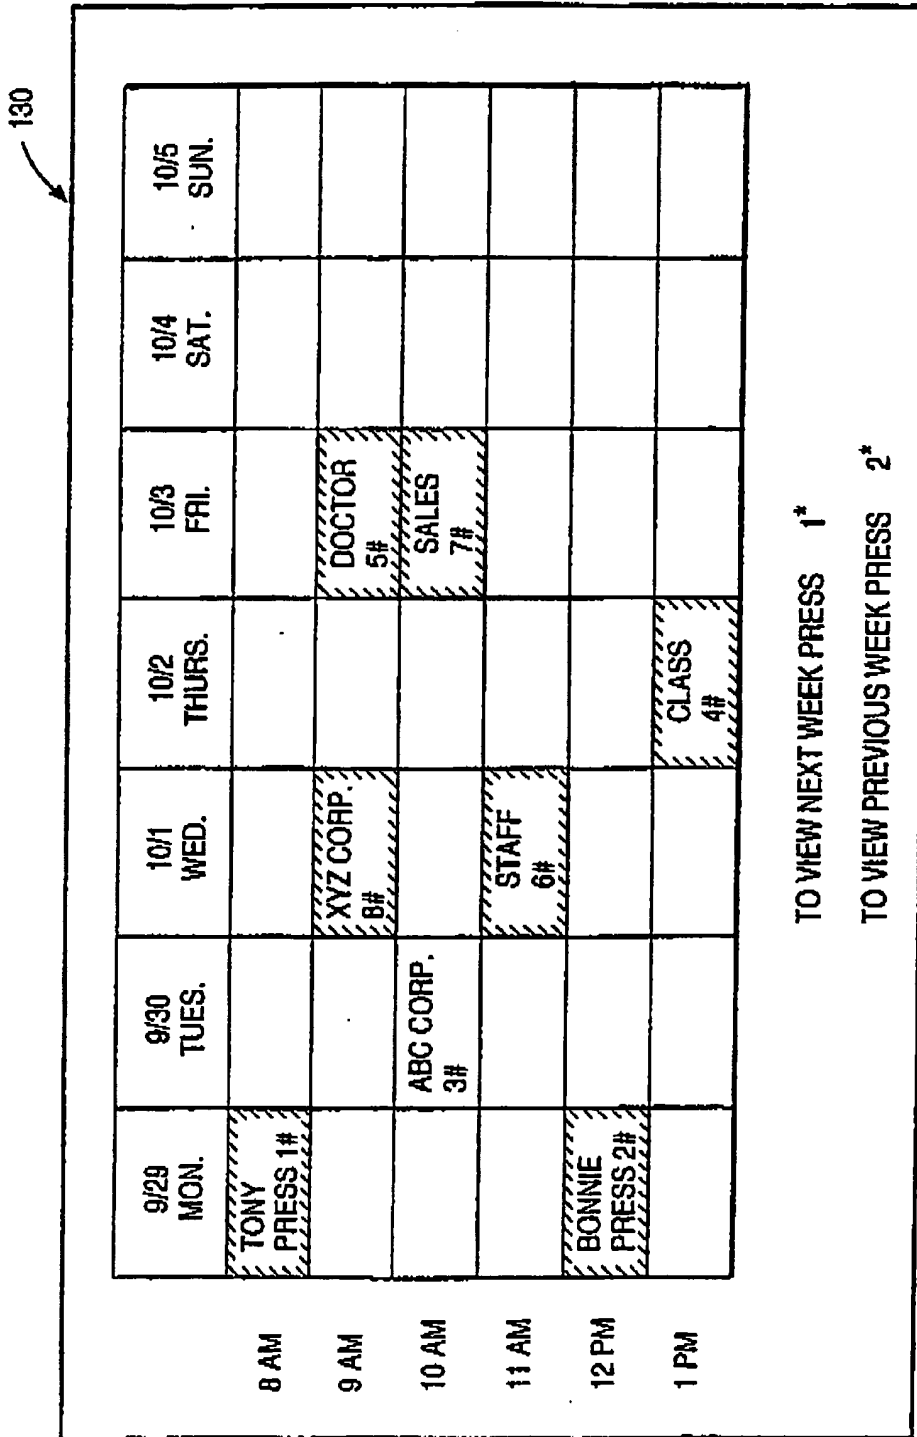 130
9/29 9/30 10/1 10/2 10/3 10/4 10/5
MON. TUES. WED. THURS. FRI. SAT. SUN.
8 AM
TONY
PRESS 1#
9 AM
XYZ CORP.
8#
DOCTOR
5#
10 AM
ABC CORP.
3#
SALES
7#
11 AM
STAFF
6#
12 PM
BONNIE
PRESS 2#
1 PM
CLASS
4#
TO VIEW NEXT WEEK PRESS 1*
TO VIEW PREVIOUS WEEK PRESS 2*